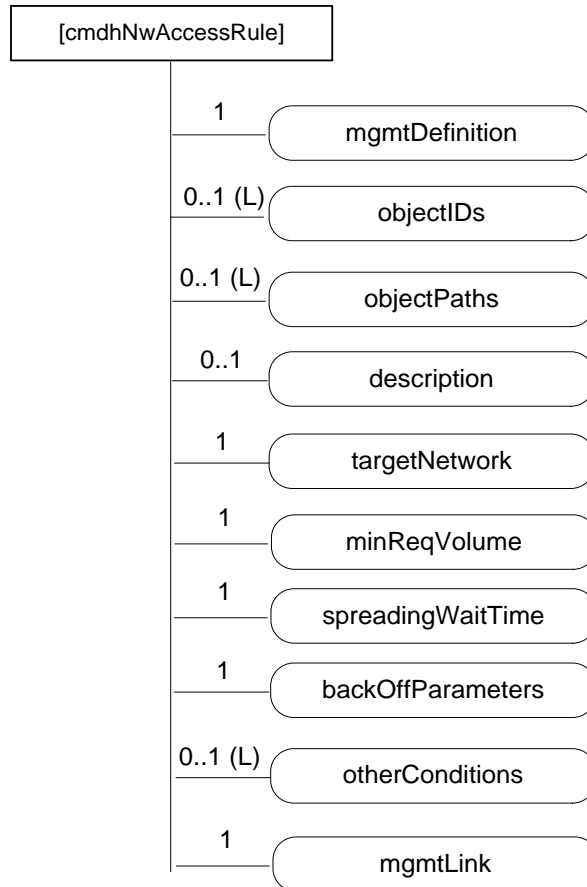 [cmdhNwAccessRule]
1
mgmtDefinition
0..1 (L)
objectIDs
0..1 (L)
objectPaths
0..1
description
1
targetNetwork
1
minReqVolume
1
spreadingWaitTime
1
backOffParameters
0..1 (L)
otherConditions
1
mgmtLink